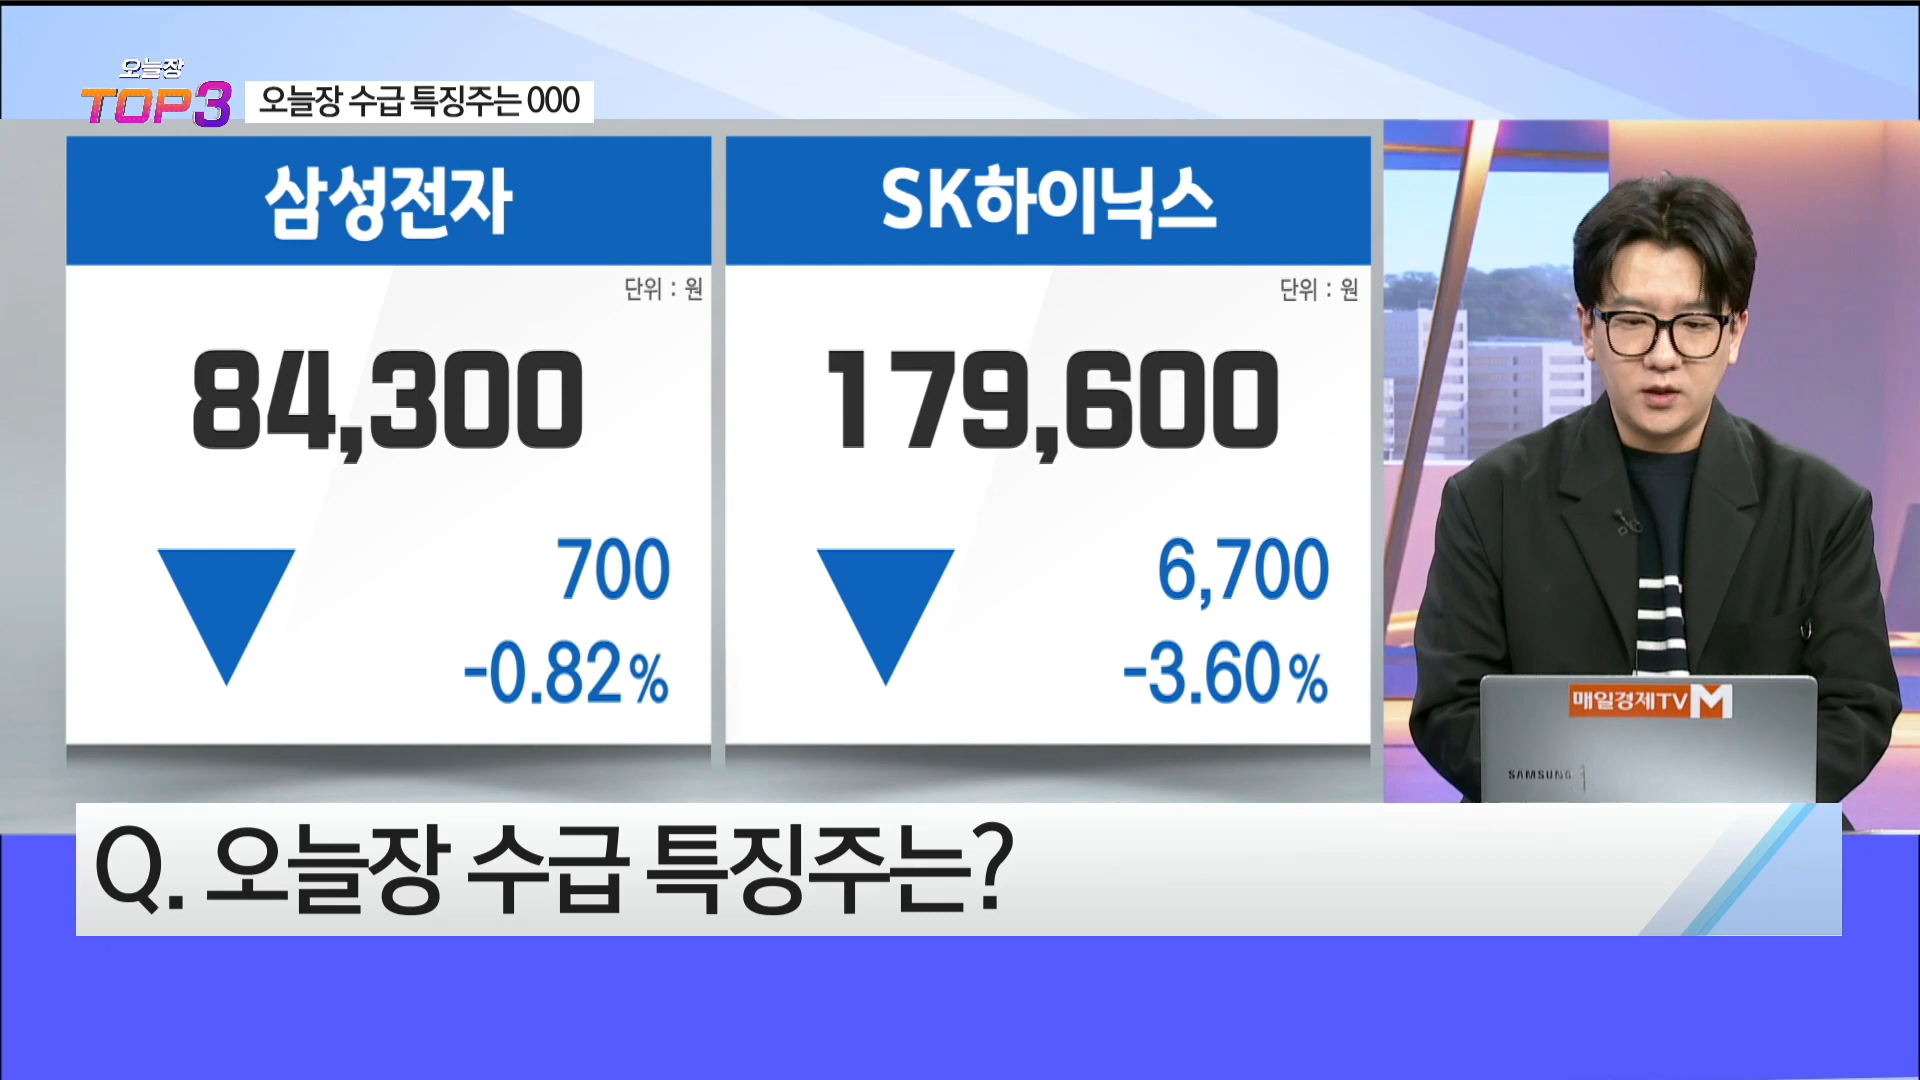 오늘장
TOP3
오늘장 수급 특징주는 000
삼성전자
단위 : 원
84,300
▼ 700
-0.82%
SK하이닉스
단위 : 원
179,600
▼ 6,700
-3.60%
매일경제TV M
SAMSUNG
Q. 오늘장 수급 특징주는?